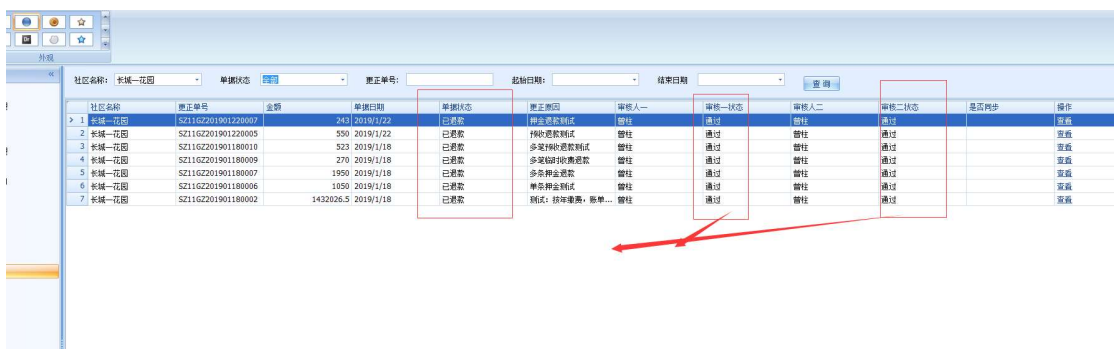 外观
«
社区名称: 长城一花园 单据状态 全部 更正单号: 起始日期: 结束日期 查询
社区名称 更正单号 金额 单据日期 单据状态 更正原因 审核人一 审核一状态 审核人二 审核二状态 是否同步 操作
1 长城一花园 SZ11GZ201901220007 243 2019/1/22 已退款 押金退款测试 曾柱 通过 曾柱 通过 查看
2 长城一花园 SZ11GZ201901220005 550 2019/1/22 已退款 预收退款测试 曾柱 通过 曾柱 通过 查看
3 长城一花园 SZ11GZ201901180010 523 2019/1/18 已退款 多笔预收退款测试 曾柱 通过 曾柱 通过 查看
4 长城一花园 SZ11GZ201901180009 270 2019/1/18 已退款 多笔临时收费退款 曾柱 通过 曾柱 通过 查看
5 长城一花园 SZ11GZ201901180007 1950 2019/1/18 已退款 多条押金退款 曾柱 通过 曾柱 通过 查看
6 长城一花园 SZ11GZ201901180006 1050 2019/1/18 已退款 单条押金测试 曾柱 通过 曾柱 通过 查看
7 长城一花园 SZ11GZ201901180002 1432026.5 2019/1/18 已退款 测试：按年缴费，账单... 曾柱 通过 曾柱 通过 查看